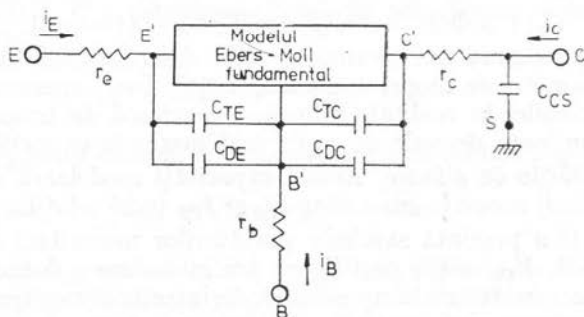 i_E
i_c
E
r_e
E'
Modelul
Ebers-Moll
fundamental
C'
r_c
C
C_TE
C_TC
C_CS
S
C_DE
C_DC
B'
r_b
i_B
B